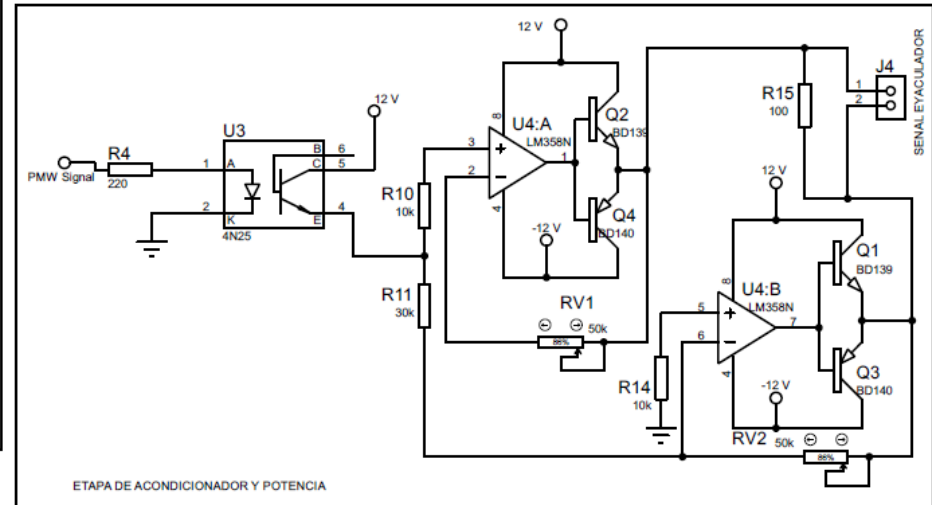 12 V
SENAL EYACULADOR
J4
1
2
R15
100
Q2
BD139
8
U4:A
LM358N
3
2
1
4
Q4
BD140
-12 V
12 V
U3
B 6
C 5
E 4
A
K
4N25
1
2
R4
220
PMW Signal
R10
10k
R11
30k
RV1
50k
86%
12 V
Q1
BD139
8
U4:B
LM358N
5
6
7
4
Q3
BD140
-12 V
R14
10k
RV2
50k
86%
ETAPA DE ACONDICIONADOR Y POTENCIA